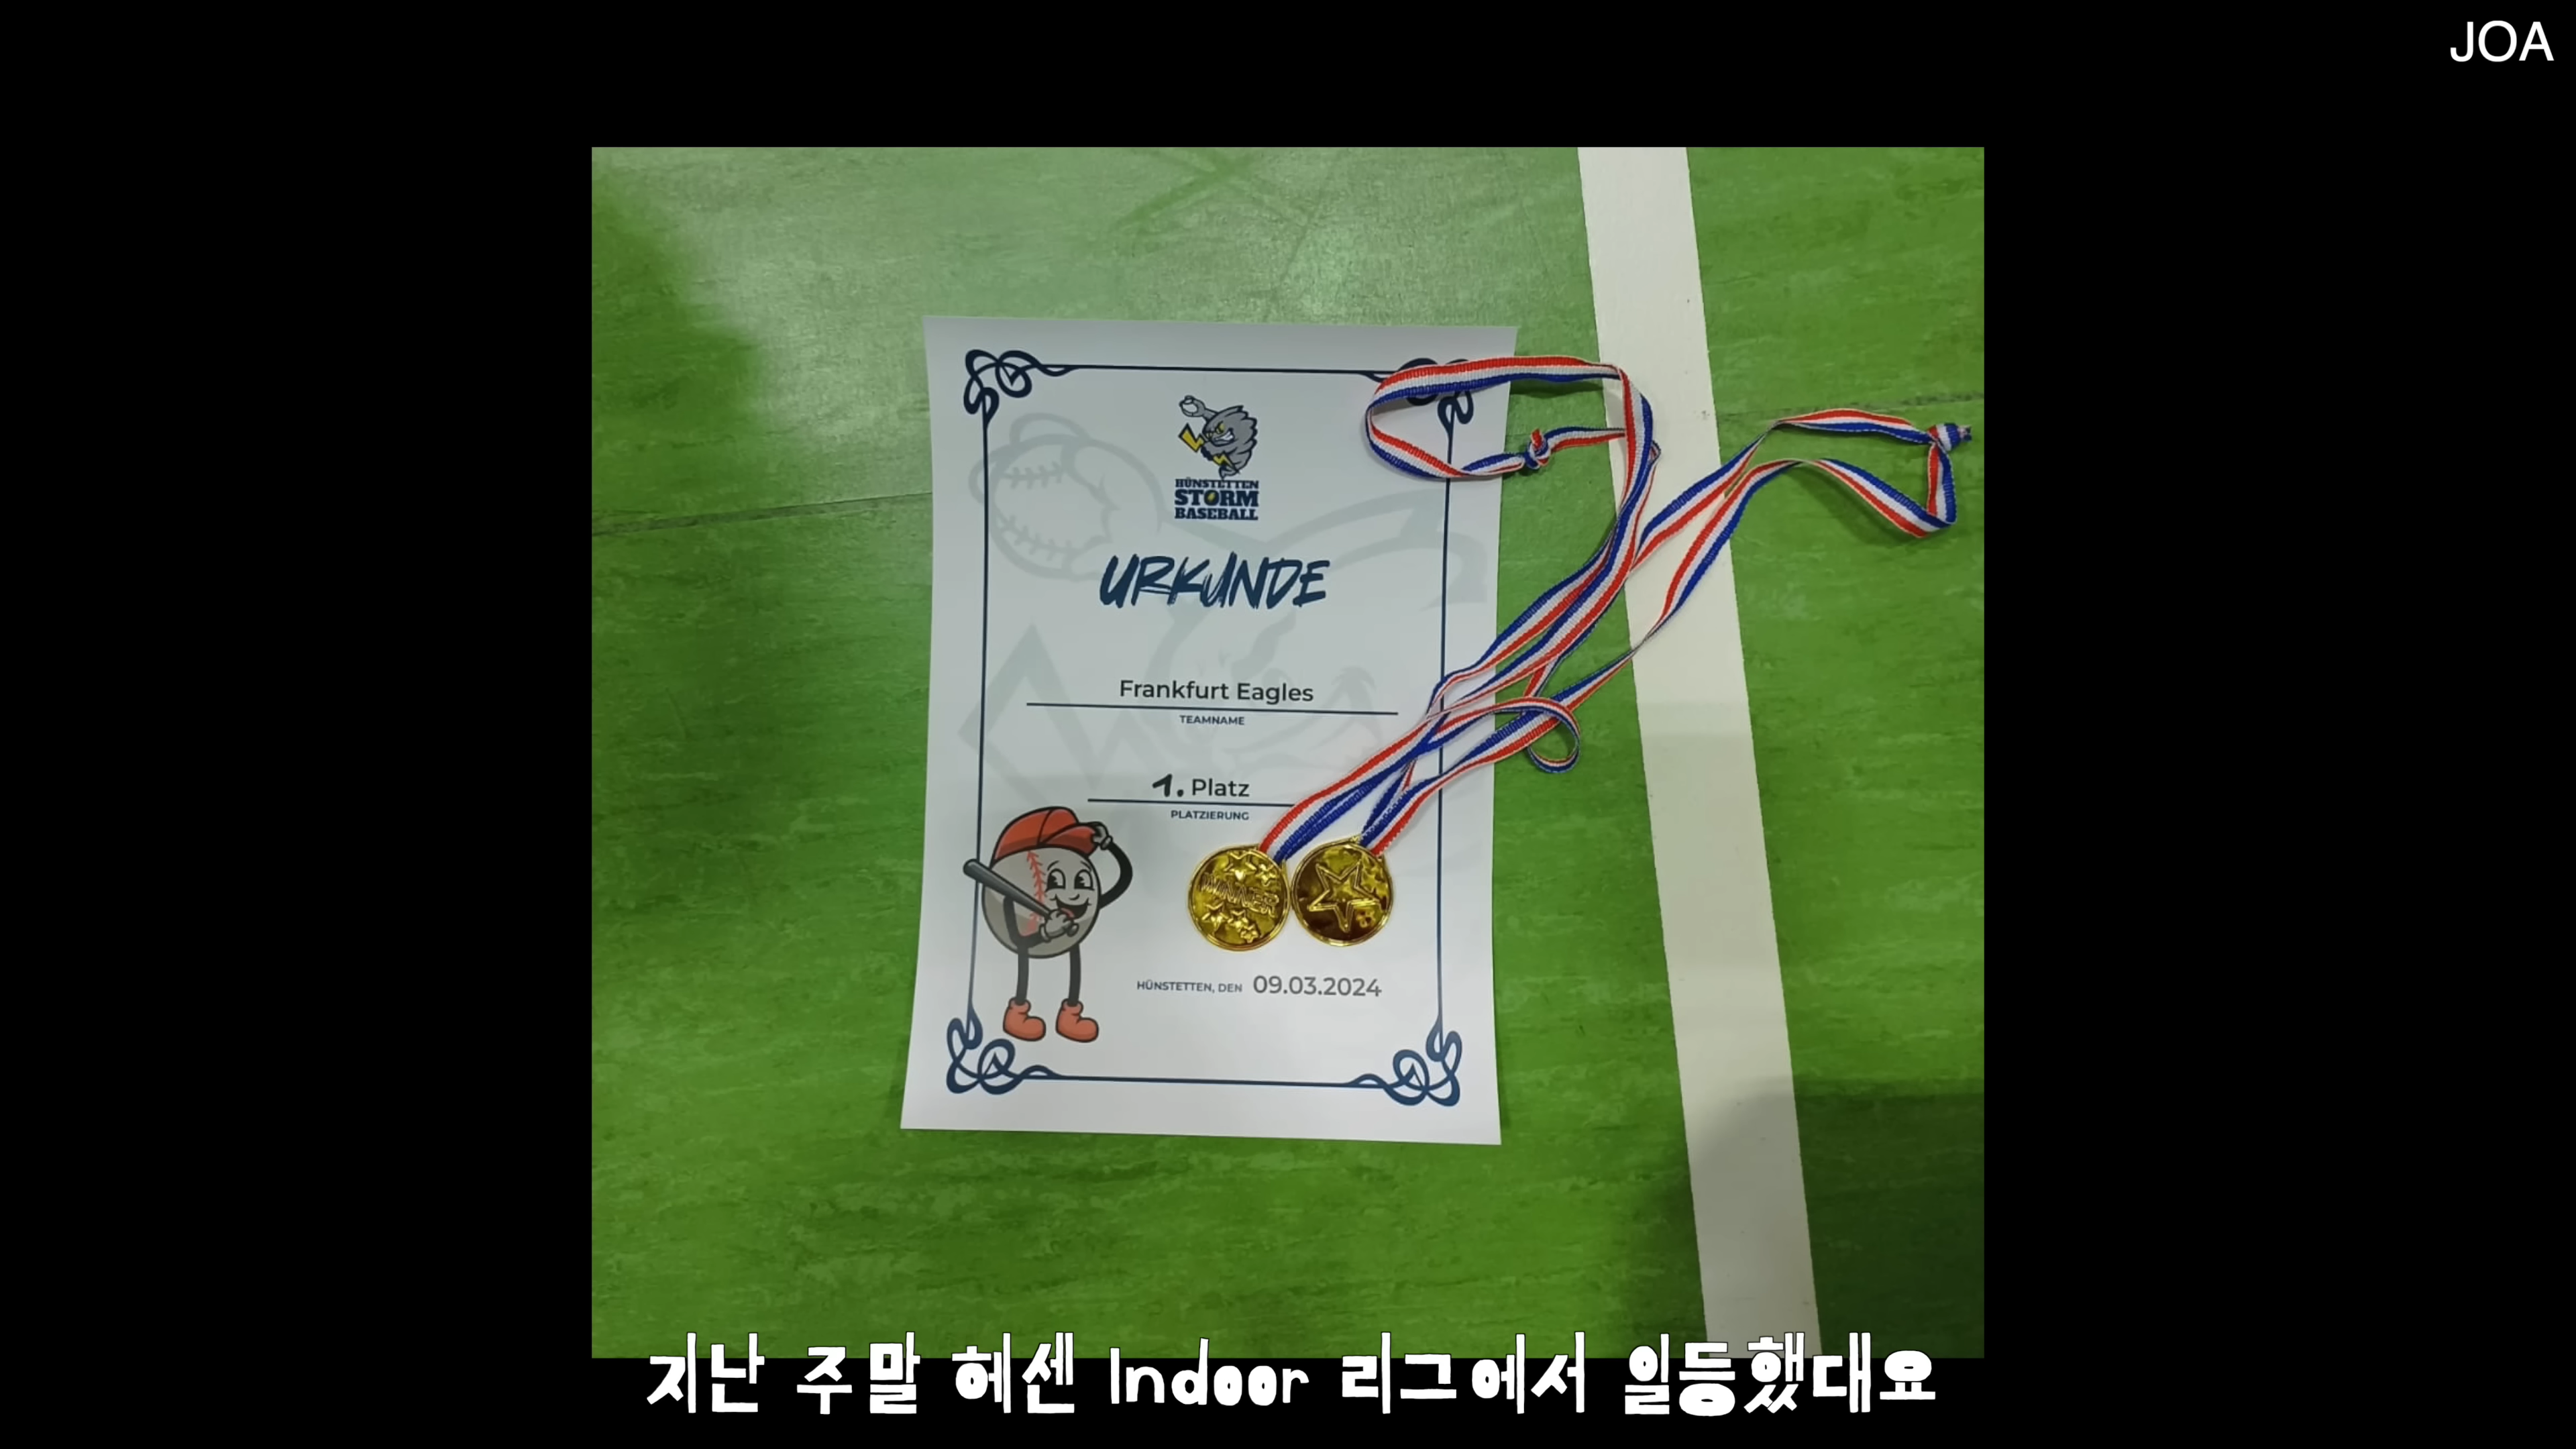 JOA
HÜNSTETTEN
STORM
BASEBALL
URKUNDE
Frankfurt Eagles
TEAMNAME
1. Platz
PLATZIERUNG
WINNER
HÜNSTETTEN, DEN 09.03.2024
지난 주말 헤센 Indoor 리그에서 일등했대요